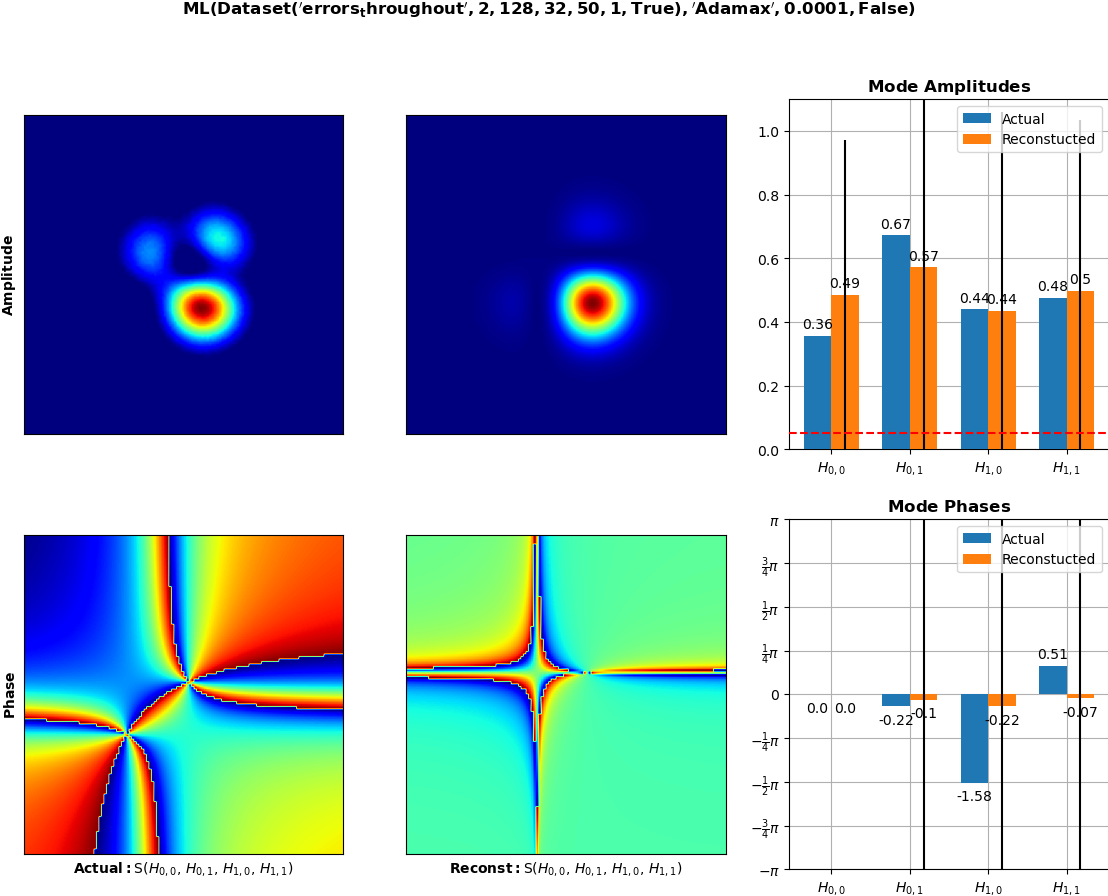 ML(Dataset('errors_throughout', 2, 128, 32, 50, 1, True), 'Adamax', 0.0001, False)
Amplitude
Mode Amplitudes
Actual
Reconstucted
1.0
0.8
0.6
0.4
0.2
0.0
0.36
0.49
0.67
0.57
0.44
0.44
0.48
0.5
H0,0
H0,1
H1,0
H1,1
Phase
Actual: S(H0,0, H0,1, H1,0, H1,1)
Reconst: S(H0,0, H0,1, H1,0, H1,1)
Mode Phases
Actual
Reconstucted
π
3/4π
1/2π
1/4π
0
−1/4π
−1/2π
−3/4π
−π
0.0
0.0
-0.22
-0.1
-1.58
-0.22
0.51
-0.07
H0,0
H0,1
H1,0
H1,1